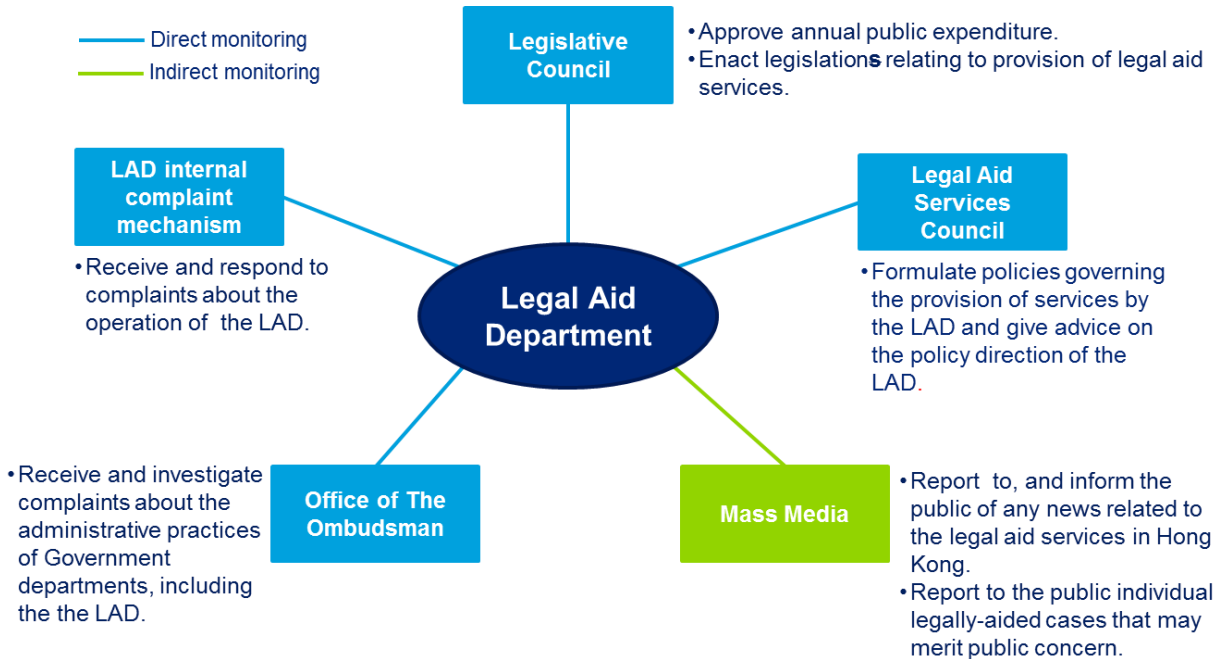 Direct monitoring
Indirect monitoring
Legislative
Council
•Approve annual public expenditure.
•Enact legislations relating to provision of legal aid
services.
LAD internal
complaint
mechanism
•Receive and respond to
complaints about the
operation of the LAD.
Legal Aid
Services
Council
•Formulate policies governing
the provision of services by
the LAD and give advice on
the policy direction of the
LAD.
Legal Aid
Department
•Receive and investigate
complaints about the
administrative practices
of Government
departments, including
the the LAD.
Office of The
Ombudsman
Mass Media
•Report to, and inform the
public of any news related to
the legal aid services in Hong
Kong.
•Report to the public individual
legally-aided cases that may
merit public concern.